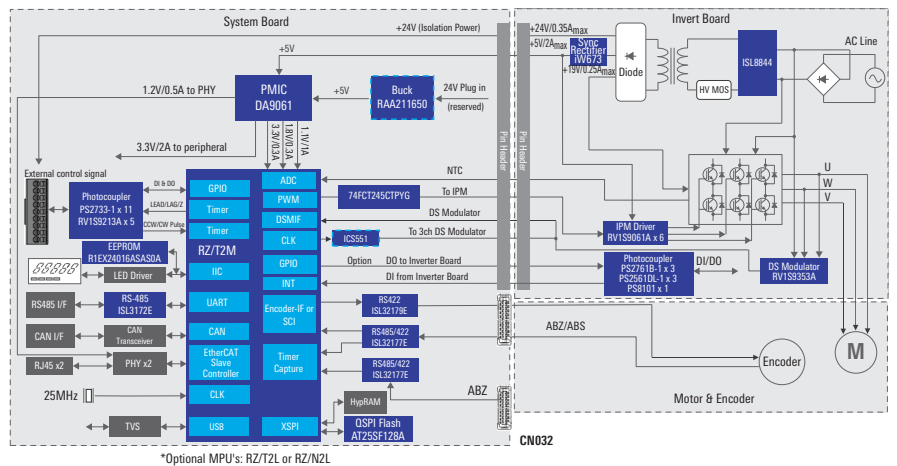 System Board
Invert Board
+24V (Isolation Power)
+24V/0.35Amax
+5V/2Amax
+19V/0.25Amax
Sync
Rectifier
iW673
Diode
HV MOS
ISL8844
AC Line
+5V
1.2V/0.5A to PHY
PMIC
DA9061
+5V
Buck
RAA211650
24V Plug in
(reserved)
3.3V/0.3A
1.8V/0.3A
1.1V/1A
3.3V/2A to peripheral
Pin Header
Pin Header
External control signal
Photocoupler
PS2733-1 x 11
RV1S9213A x 5
DI & DO
LEAD/LAG/Z
CCW/CW Pulse
GPIO
Timer
Timer
RZ/T2M
IIC
UART
CAN
EtherCAT
Slave
Controller
CLK
USB
ADC
PWM
DSMIF
CLK
GPIO
INT
Encoder-IF or
SCI
Timer
Capture
XSPI
NTC
74FCT245CTPYG
To IPM
DS Modulator
ICS551
To 3ch DS Modulator
Option
DO to Inverter Board
DI from Inverter Board
IPM Driver
RV1S9061A x 6
U
W
V
Photocoupler
PS2761B-1 x 3
PS2561DL-1 x 3
PS8101 x 1
DI/DO
DS Modulator
RV1S9353A
EEPROM
R1EX24016ASAS0A
88888
LED Driver
RS485 I/F
RS-485
ISL3172E
CAN I/F
CAN
Transceiver
RJ45 x2
PHY x2
25MHz
TVS
RS422
ISL32179E
RS485/422
ISL32177E
RS485/422
ISL32177E
ABZ
HypRAM
QSPI Flash
AT25SF128A
ABZ/ABS
Encoder
M
Motor & Encoder
CN032
*Optional MPU's: RZ/T2L or RZ/N2L